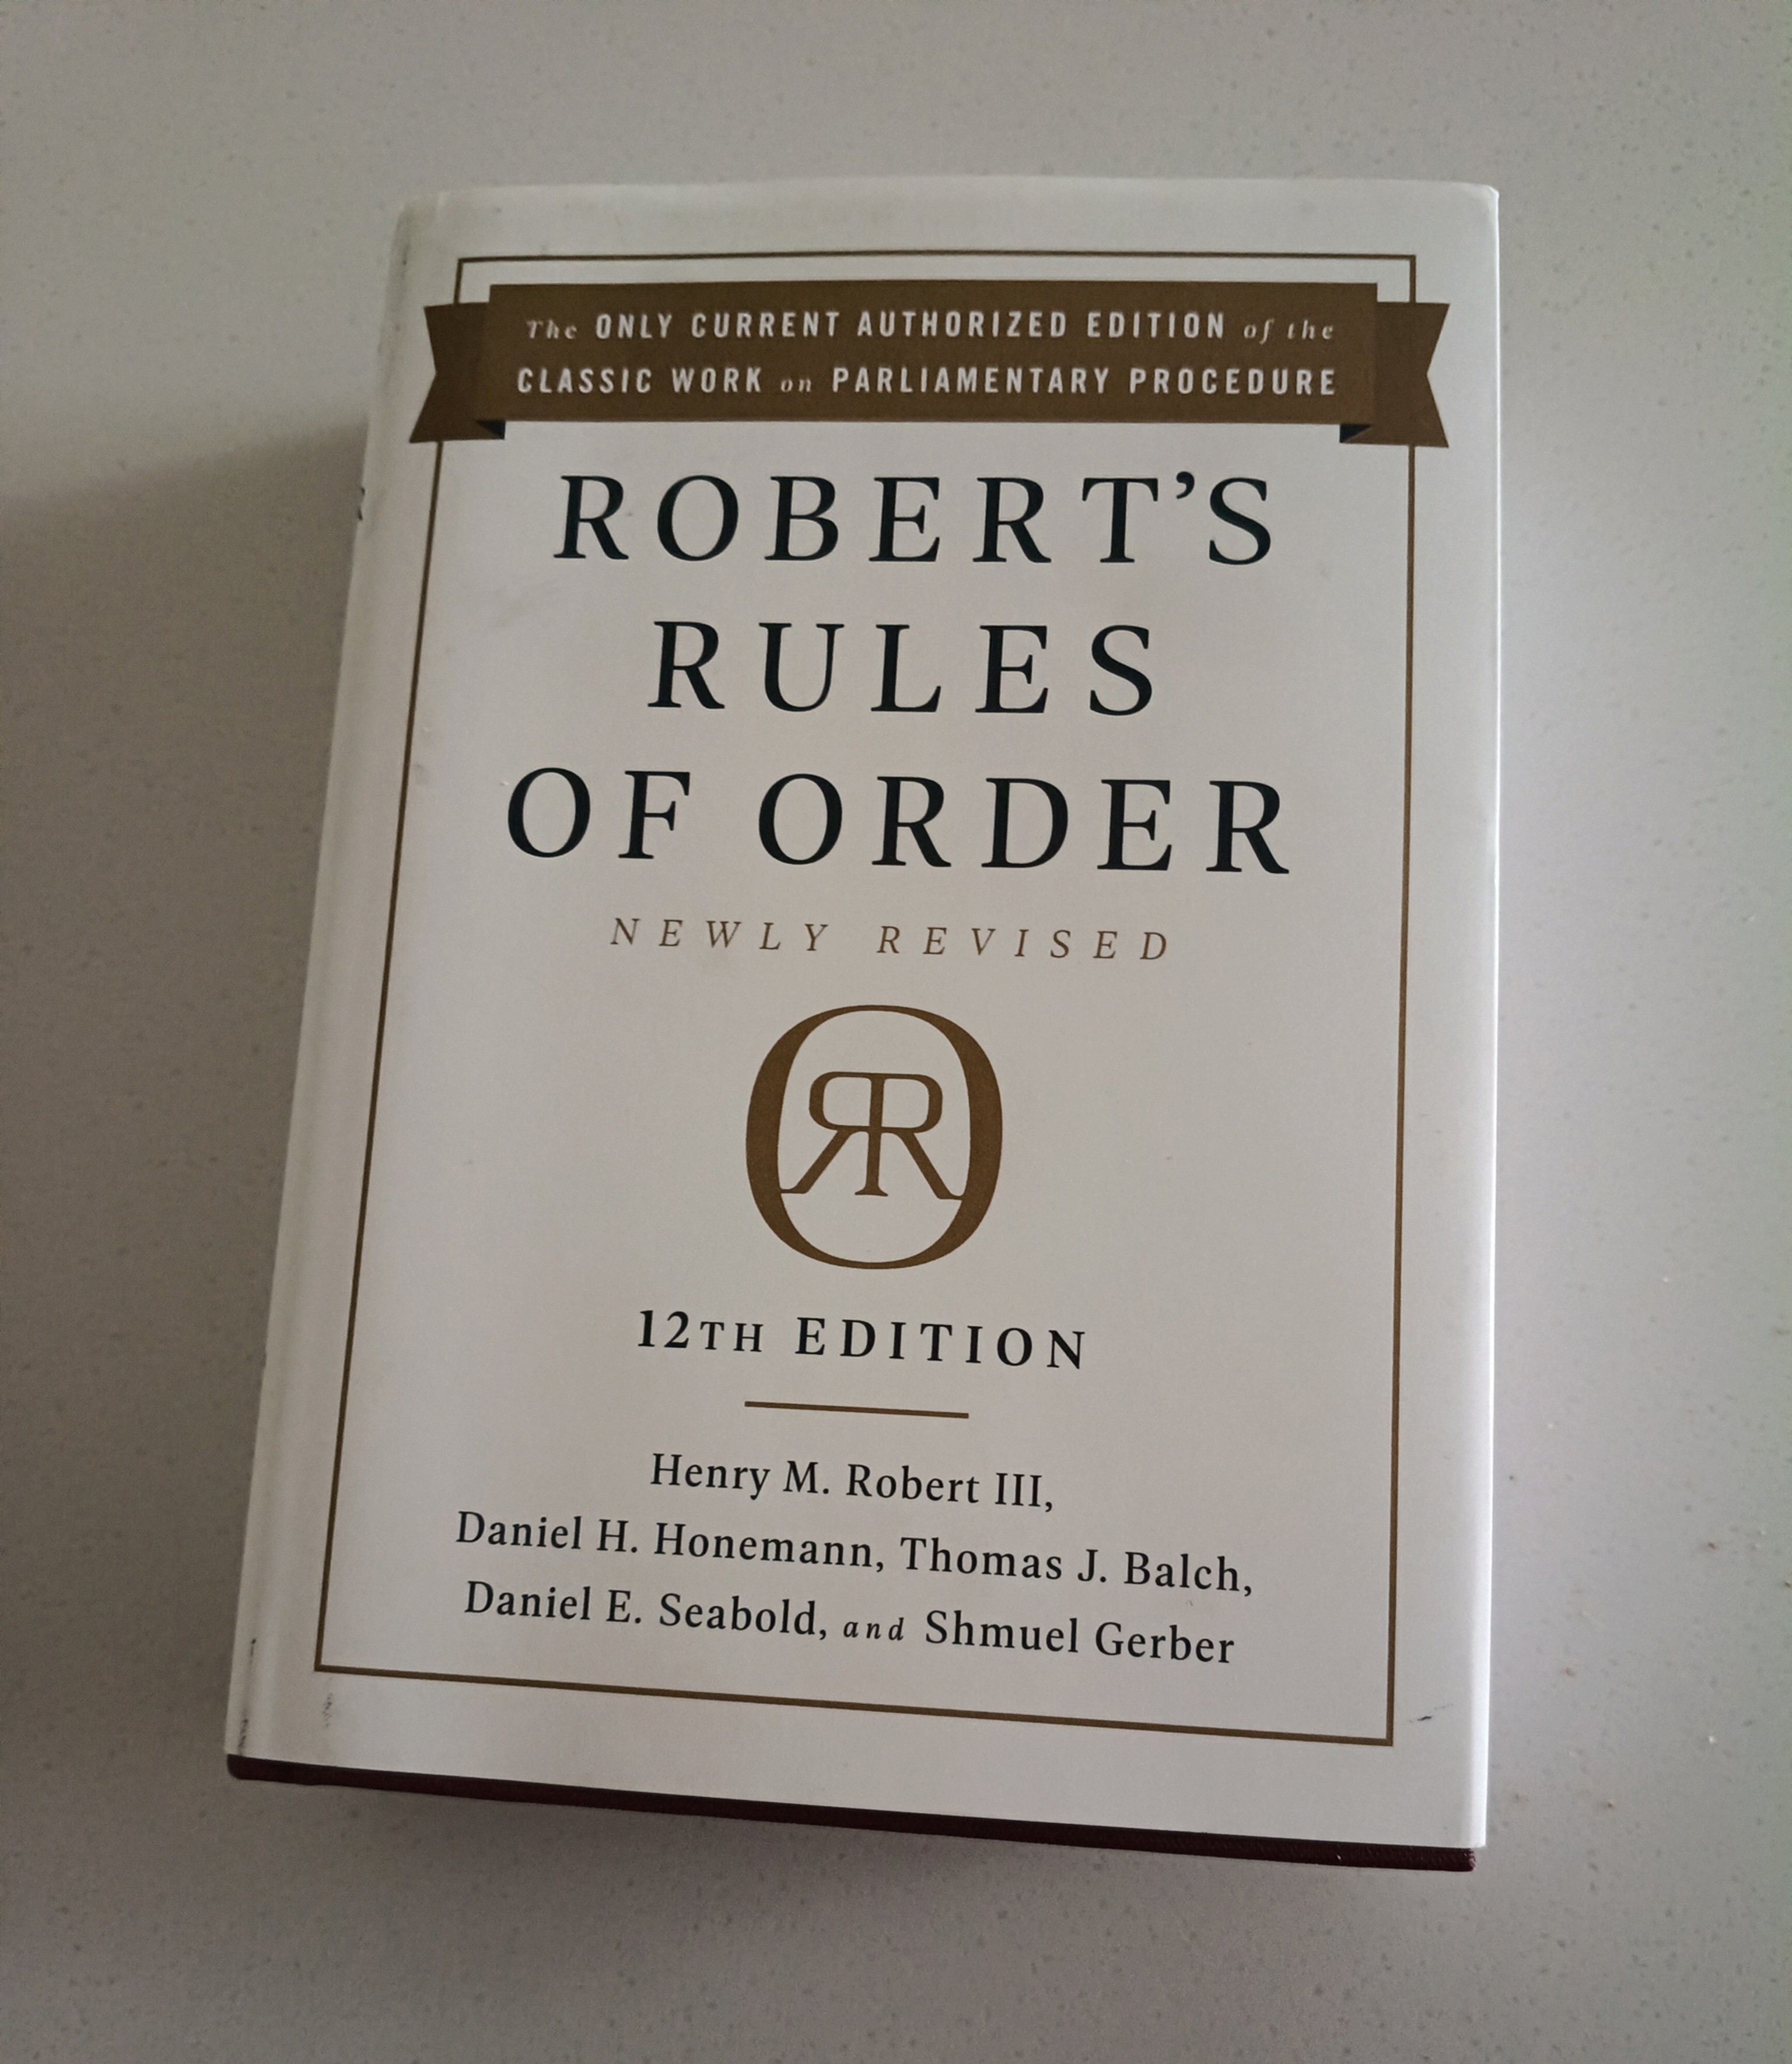 The ONLY CURRENT AUTHORIZED EDITION of the
CLASSIC WORK on PARLIAMENTARY PROCEDURE
ROBERT’S
RULES
OF ORDER
NEWLY REVISED
RRO
12TH EDITION
Henry M. Robert III,
Daniel H. Honemann, Thomas J. Balch,
Daniel E. Seabold, and Shmuel Gerber